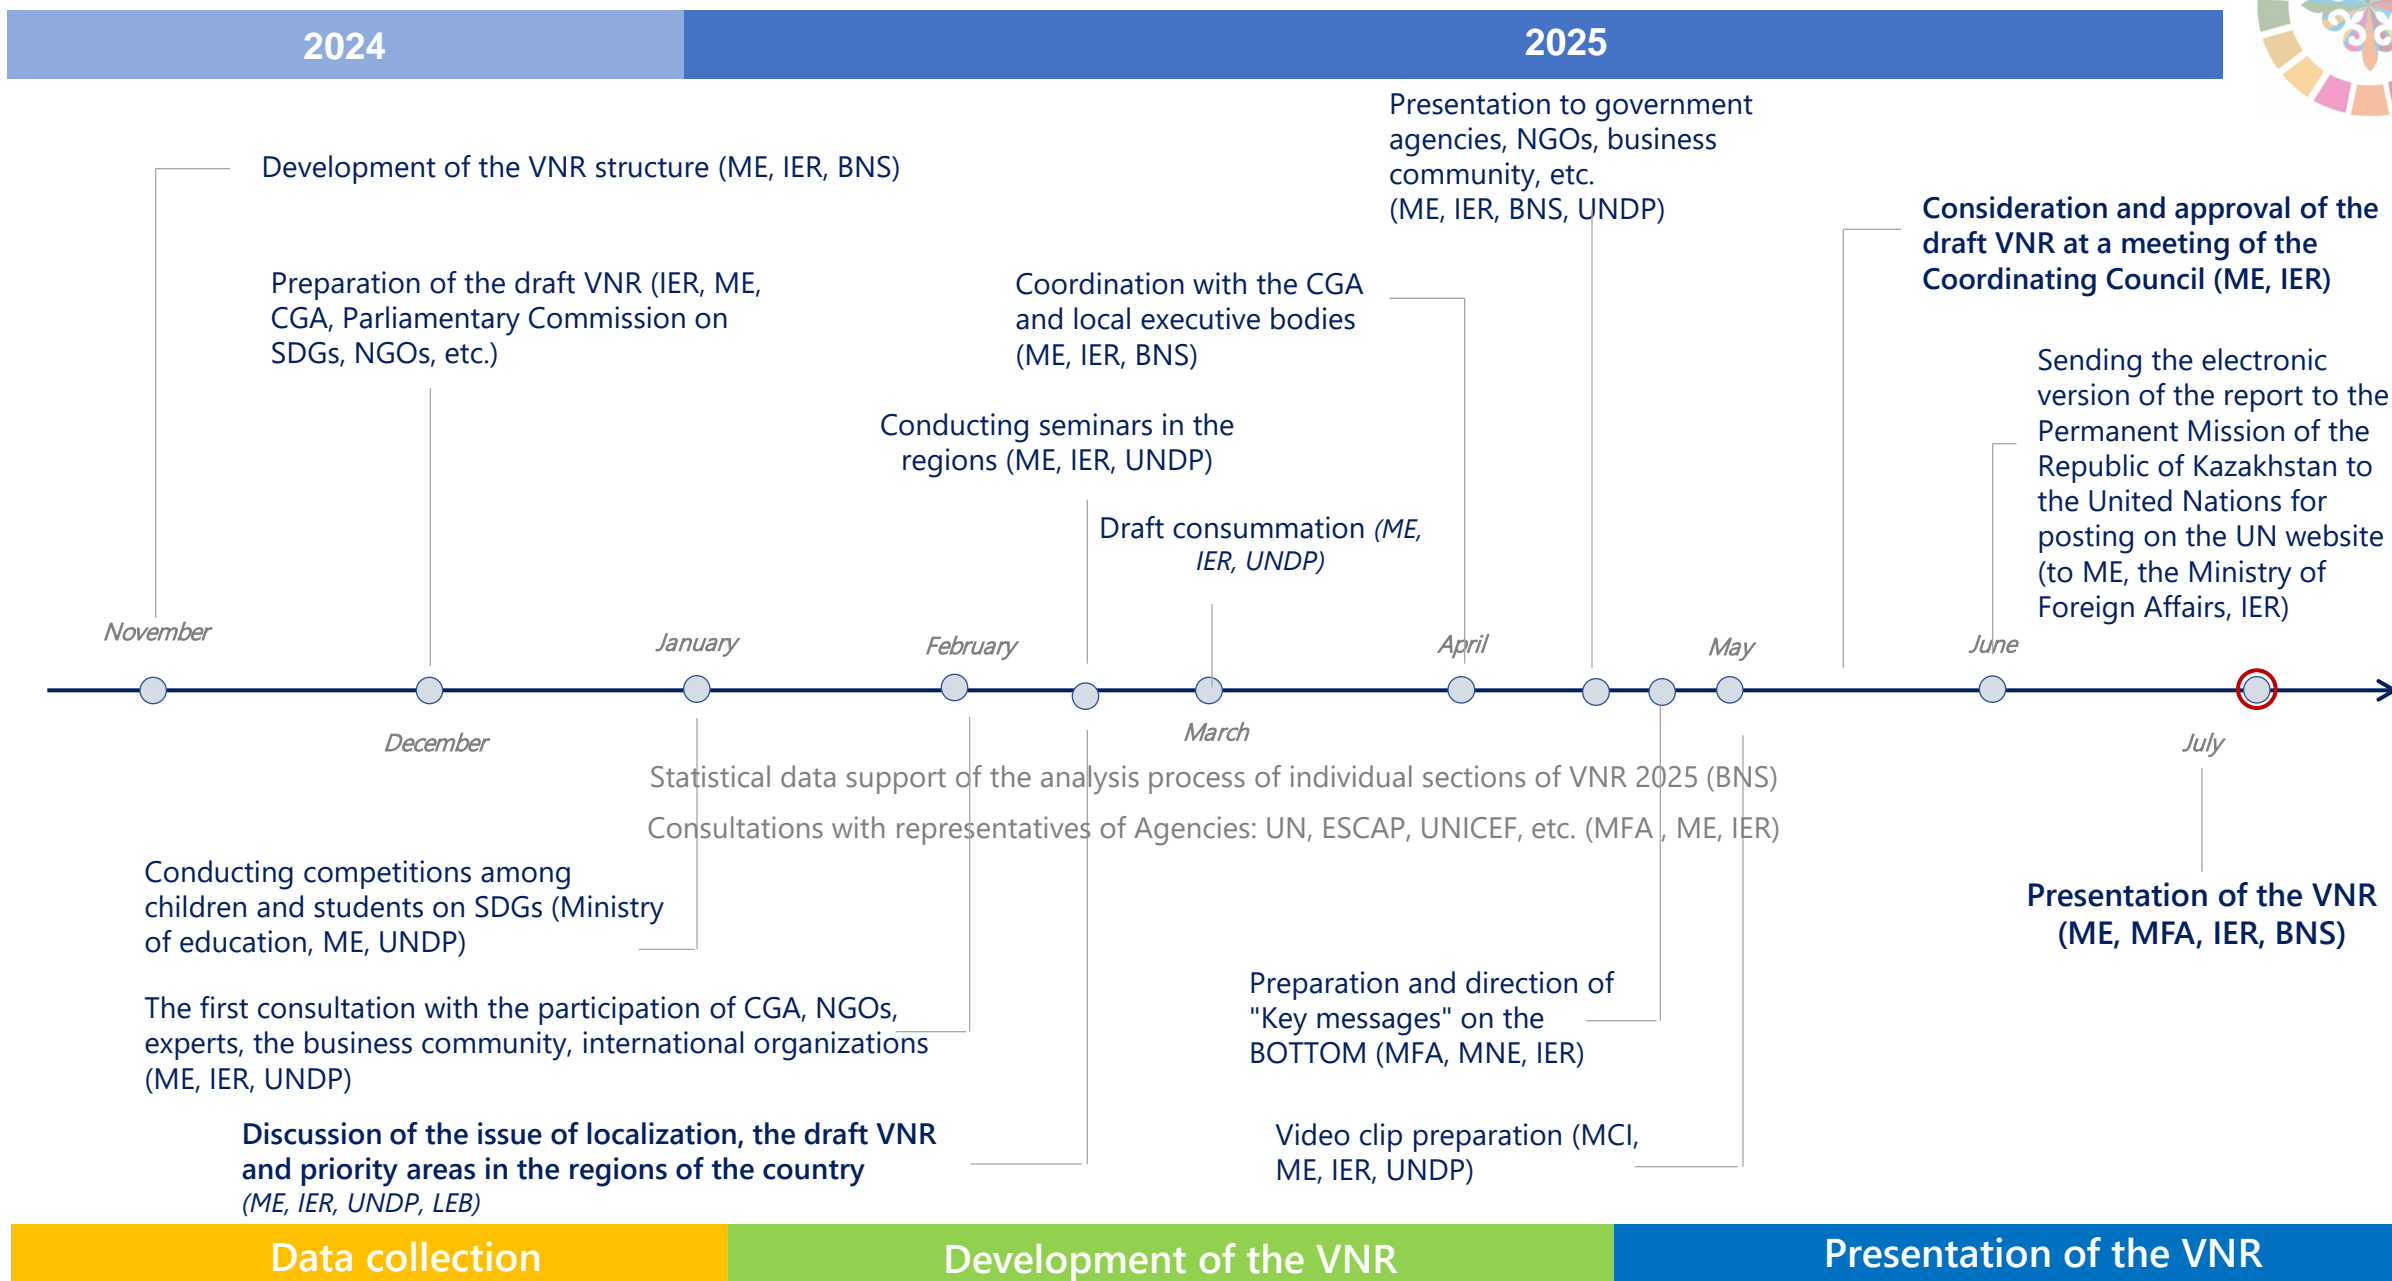 2024
2025
Presentation to government
agencies, NGOs, business
community, etc.
(ME, IER, BNS, UNDP)
Development of the VNR structure (ME, IER, BNS)
Consideration and approval of the
draft VNR at a meeting of the
Coordinating Council (ME, IER)
Preparation of the draft VNR (IER, ME,
CGA, Parliamentary Commission on
SDGs, NGOs, etc.)
Coordination with the CGA
and local executive bodies
(ME, IER, BNS)
Sending the electronic
version of the report to the
Permanent Mission of the
Republic of Kazakhstan to
the United Nations for
posting on the UN website
(to ME, the Ministry of
Foreign Affairs, IER)
Conducting seminars in the
regions (ME, IER, UNDP)
Draft consummation (ME,
IER, UNDP)
November
January
February
April
May
June
December
March
July
Statistical data support of the analysis process of individual sections of VNR 2025 (BNS)
Consultations with representatives of Agencies: UN, ESCAP, UNICEF, etc. (MFA , ME, IER)
Conducting competitions among
children and students on SDGs (Ministry
of education, ME, UNDP)
Presentation of the VNR
(ME, MFA, IER, BNS)
The first consultation with the participation of CGA, NGOs,
experts, the business community, international organizations
(ME, IER, UNDP)
Preparation and direction of
"Key messages" on the
BOTTOM (MFA, MNE, IER)
Discussion of the issue of localization, the draft VNR
and priority areas in the regions of the country
(ME, IER, UNDP, LEB)
Video clip preparation (MCI,
ME, IER, UNDP)
Data collection
Development of the VNR
Presentation of the VNR